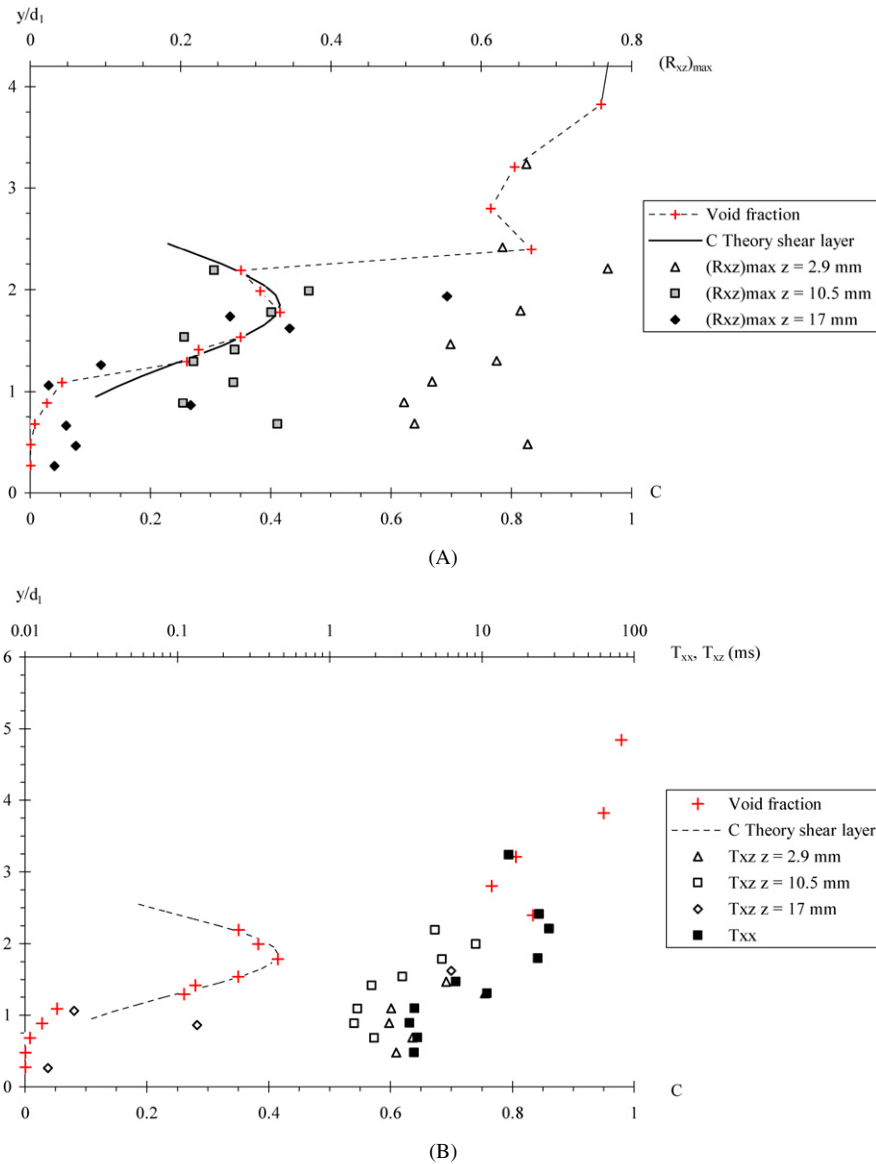 y/d1
0 0.2 0.4 0.6 0.8
(Rxz)max
4
3
2
1
0
0 0.2 0.4 0.6 0.8 1
C
Void fraction
C Theory shear layer
(Rxz)max z = 2.9 mm
(Rxz)max z = 10.5 mm
(Rxz)max z = 17 mm
(A)
y/d1
0.01 0.1 1 10 100
Txx, Txz (ms)
6
5
4
3
2
1
0
0 0.2 0.4 0.6 0.8 1
C
Void fraction
C Theory shear layer
Txz z = 2.9 mm
Txz z = 10.5 mm
Txz z = 17 mm
Txx
(B)